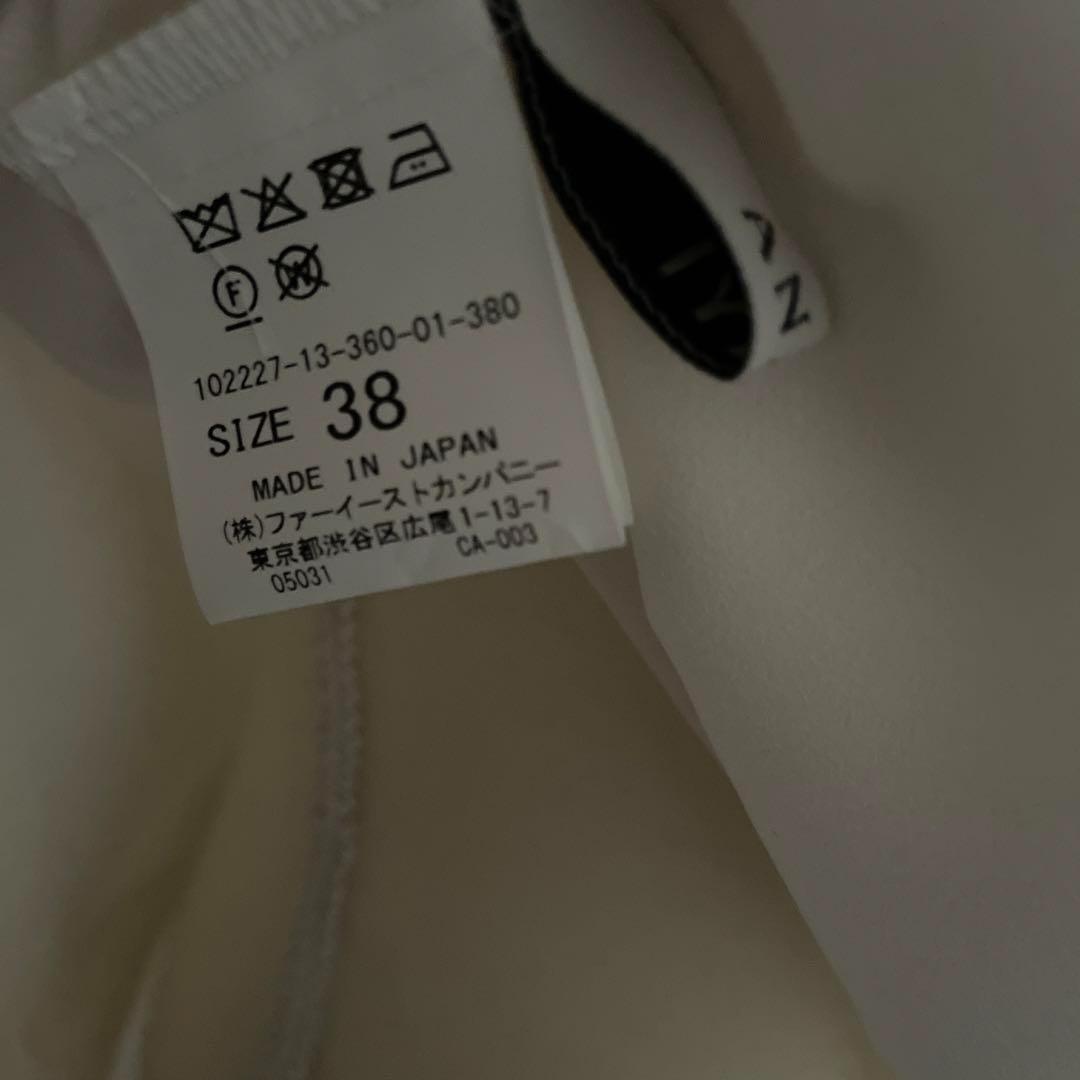 F W
102227-13-360-01-380
SIZE 38
MADE IN JAPAN
(株)ファーイーストカンパニー
東京都渋谷区広尾1-13-7
05031 CA-003